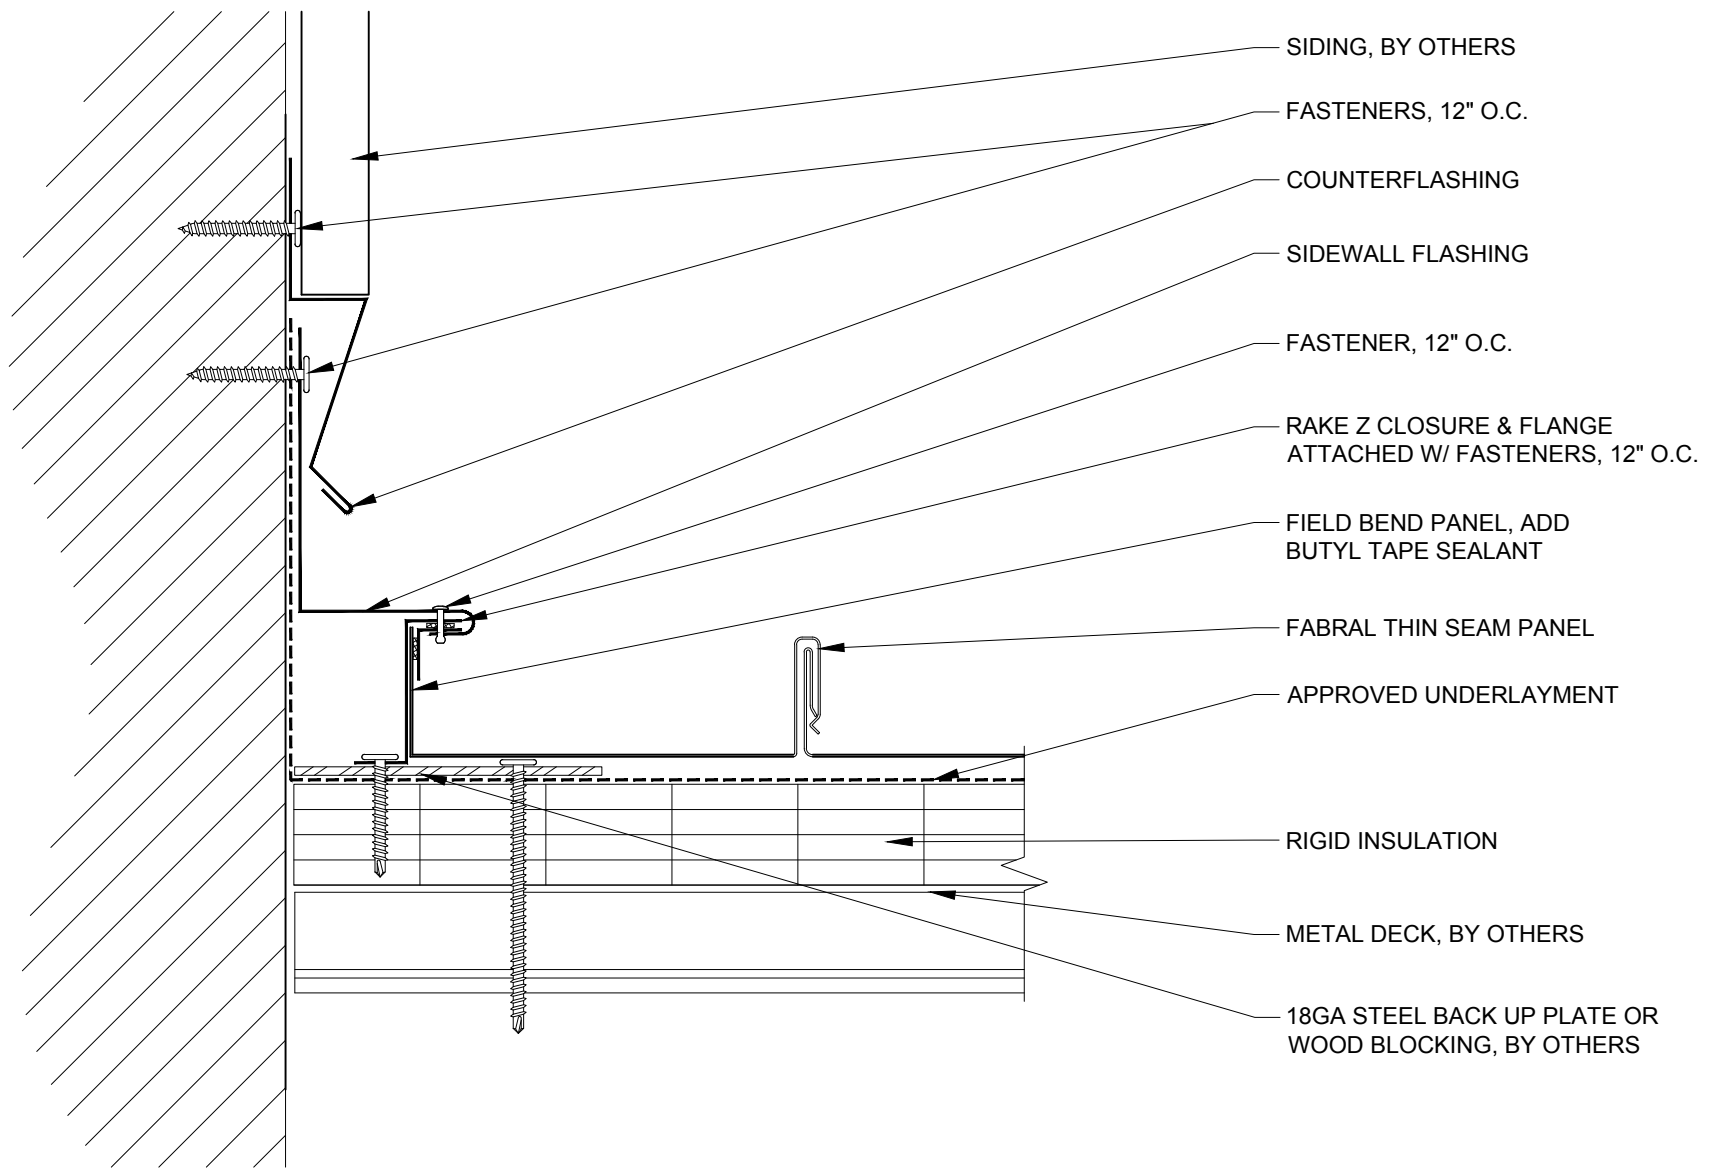 SIDING, BY OTHERS
FASTENERS, 12" O.C.
COUNTERFLASHING
SIDEWALL FLASHING
FASTENER, 12" O.C.
RAKE Z CLOSURE & FLANGE
ATTACHED W/ FASTENERS, 12" O.C.
FIELD BEND PANEL, ADD
BUTYL TAPE SEALANT
FABRAL THIN SEAM PANEL
APPROVED UNDERLAYMENT
RIGID INSULATION
METAL DECK, BY OTHERS
18GA STEEL BACK UP PLATE OR
WOOD BLOCKING, BY OTHERS